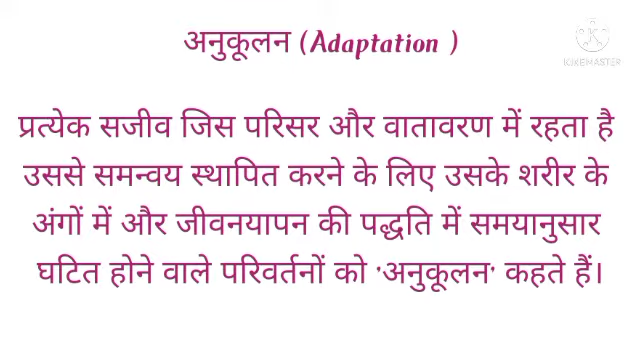 अनुकूलन (Adaptation )
KINEMASTER
प्रत्येक सजीव जिस परिसर और वातावरण में रहता है
उससे समन्वय स्थापित करने के लिए उसके शरीर के
अंगों में और जीवनयापन की पद्धति में समयानुसार
घटित होने वाले परिवर्तनों को 'अनुकूलन' कहते हैं।